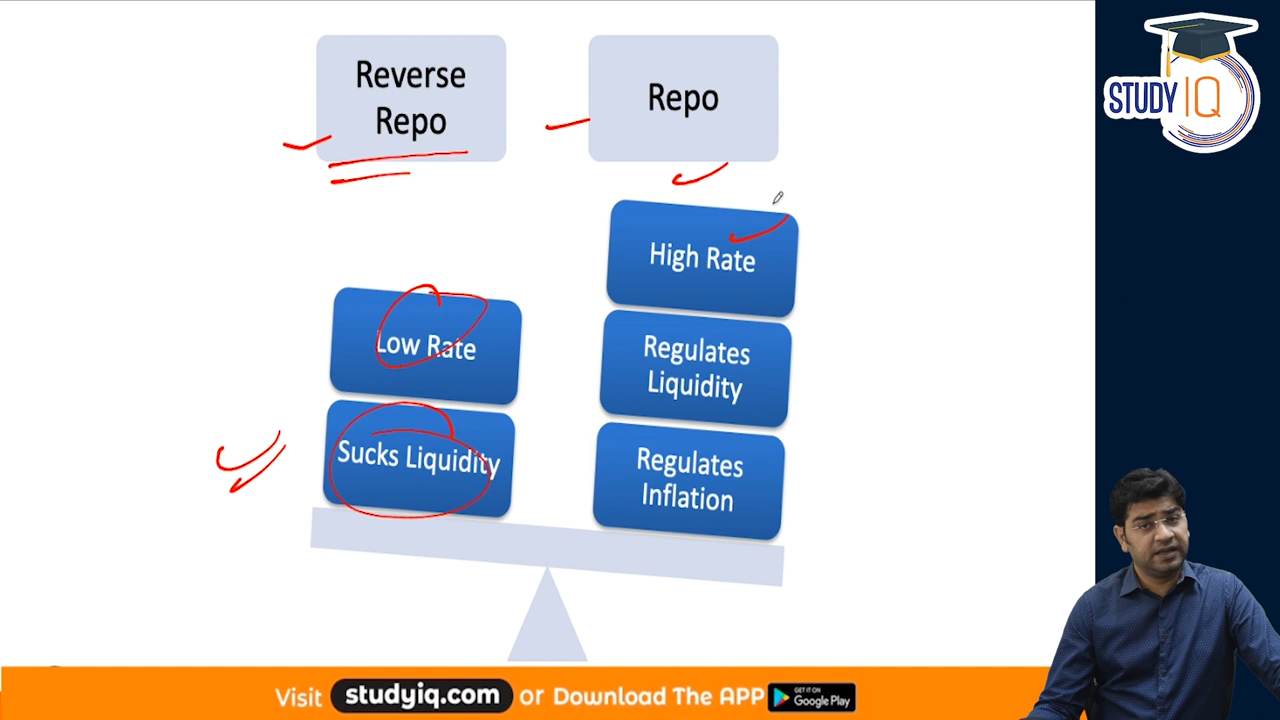 Reverse
Repo
Repo
STUDY IQ
High Rate
Low Rate
Regulates
Liquidity
Sucks Liquidity
Regulates
Inflation
Visit studyiq.com or Download The APP GET IT ON Google Play